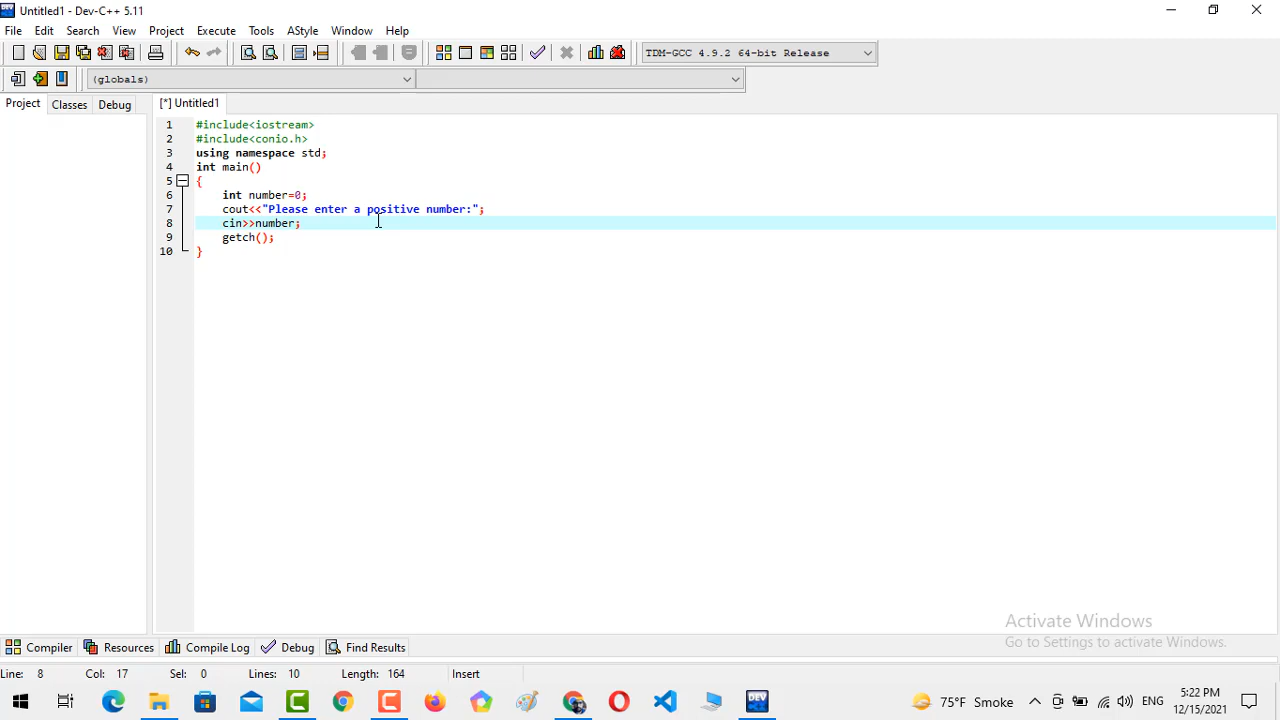 Untitled1 - Dev-C++ 5.11
File Edit Search View Project Execute Tools AStyle Window Help
TDM-GCC 4.9.2 64-bit Release
(globals)
Project Classes Debug [*] Untitled1
1 #include<iostream>
2 #include<conio.h>
3 using namespace std;
4 int main()
5 {
6 int number=0;
7 cout<<"Please enter a positive number:";
8 cin>>number;
9 getch();
10 }
Activate Windows
Go to Settings to activate Windows.
Compiler Resources Compile Log Debug Find Results
Line: 8 Col: 17 Sel: 0 Lines: 10 Length: 164 Insert
DEV
75°F Smoke ENG 5:22 PM
12/15/2021